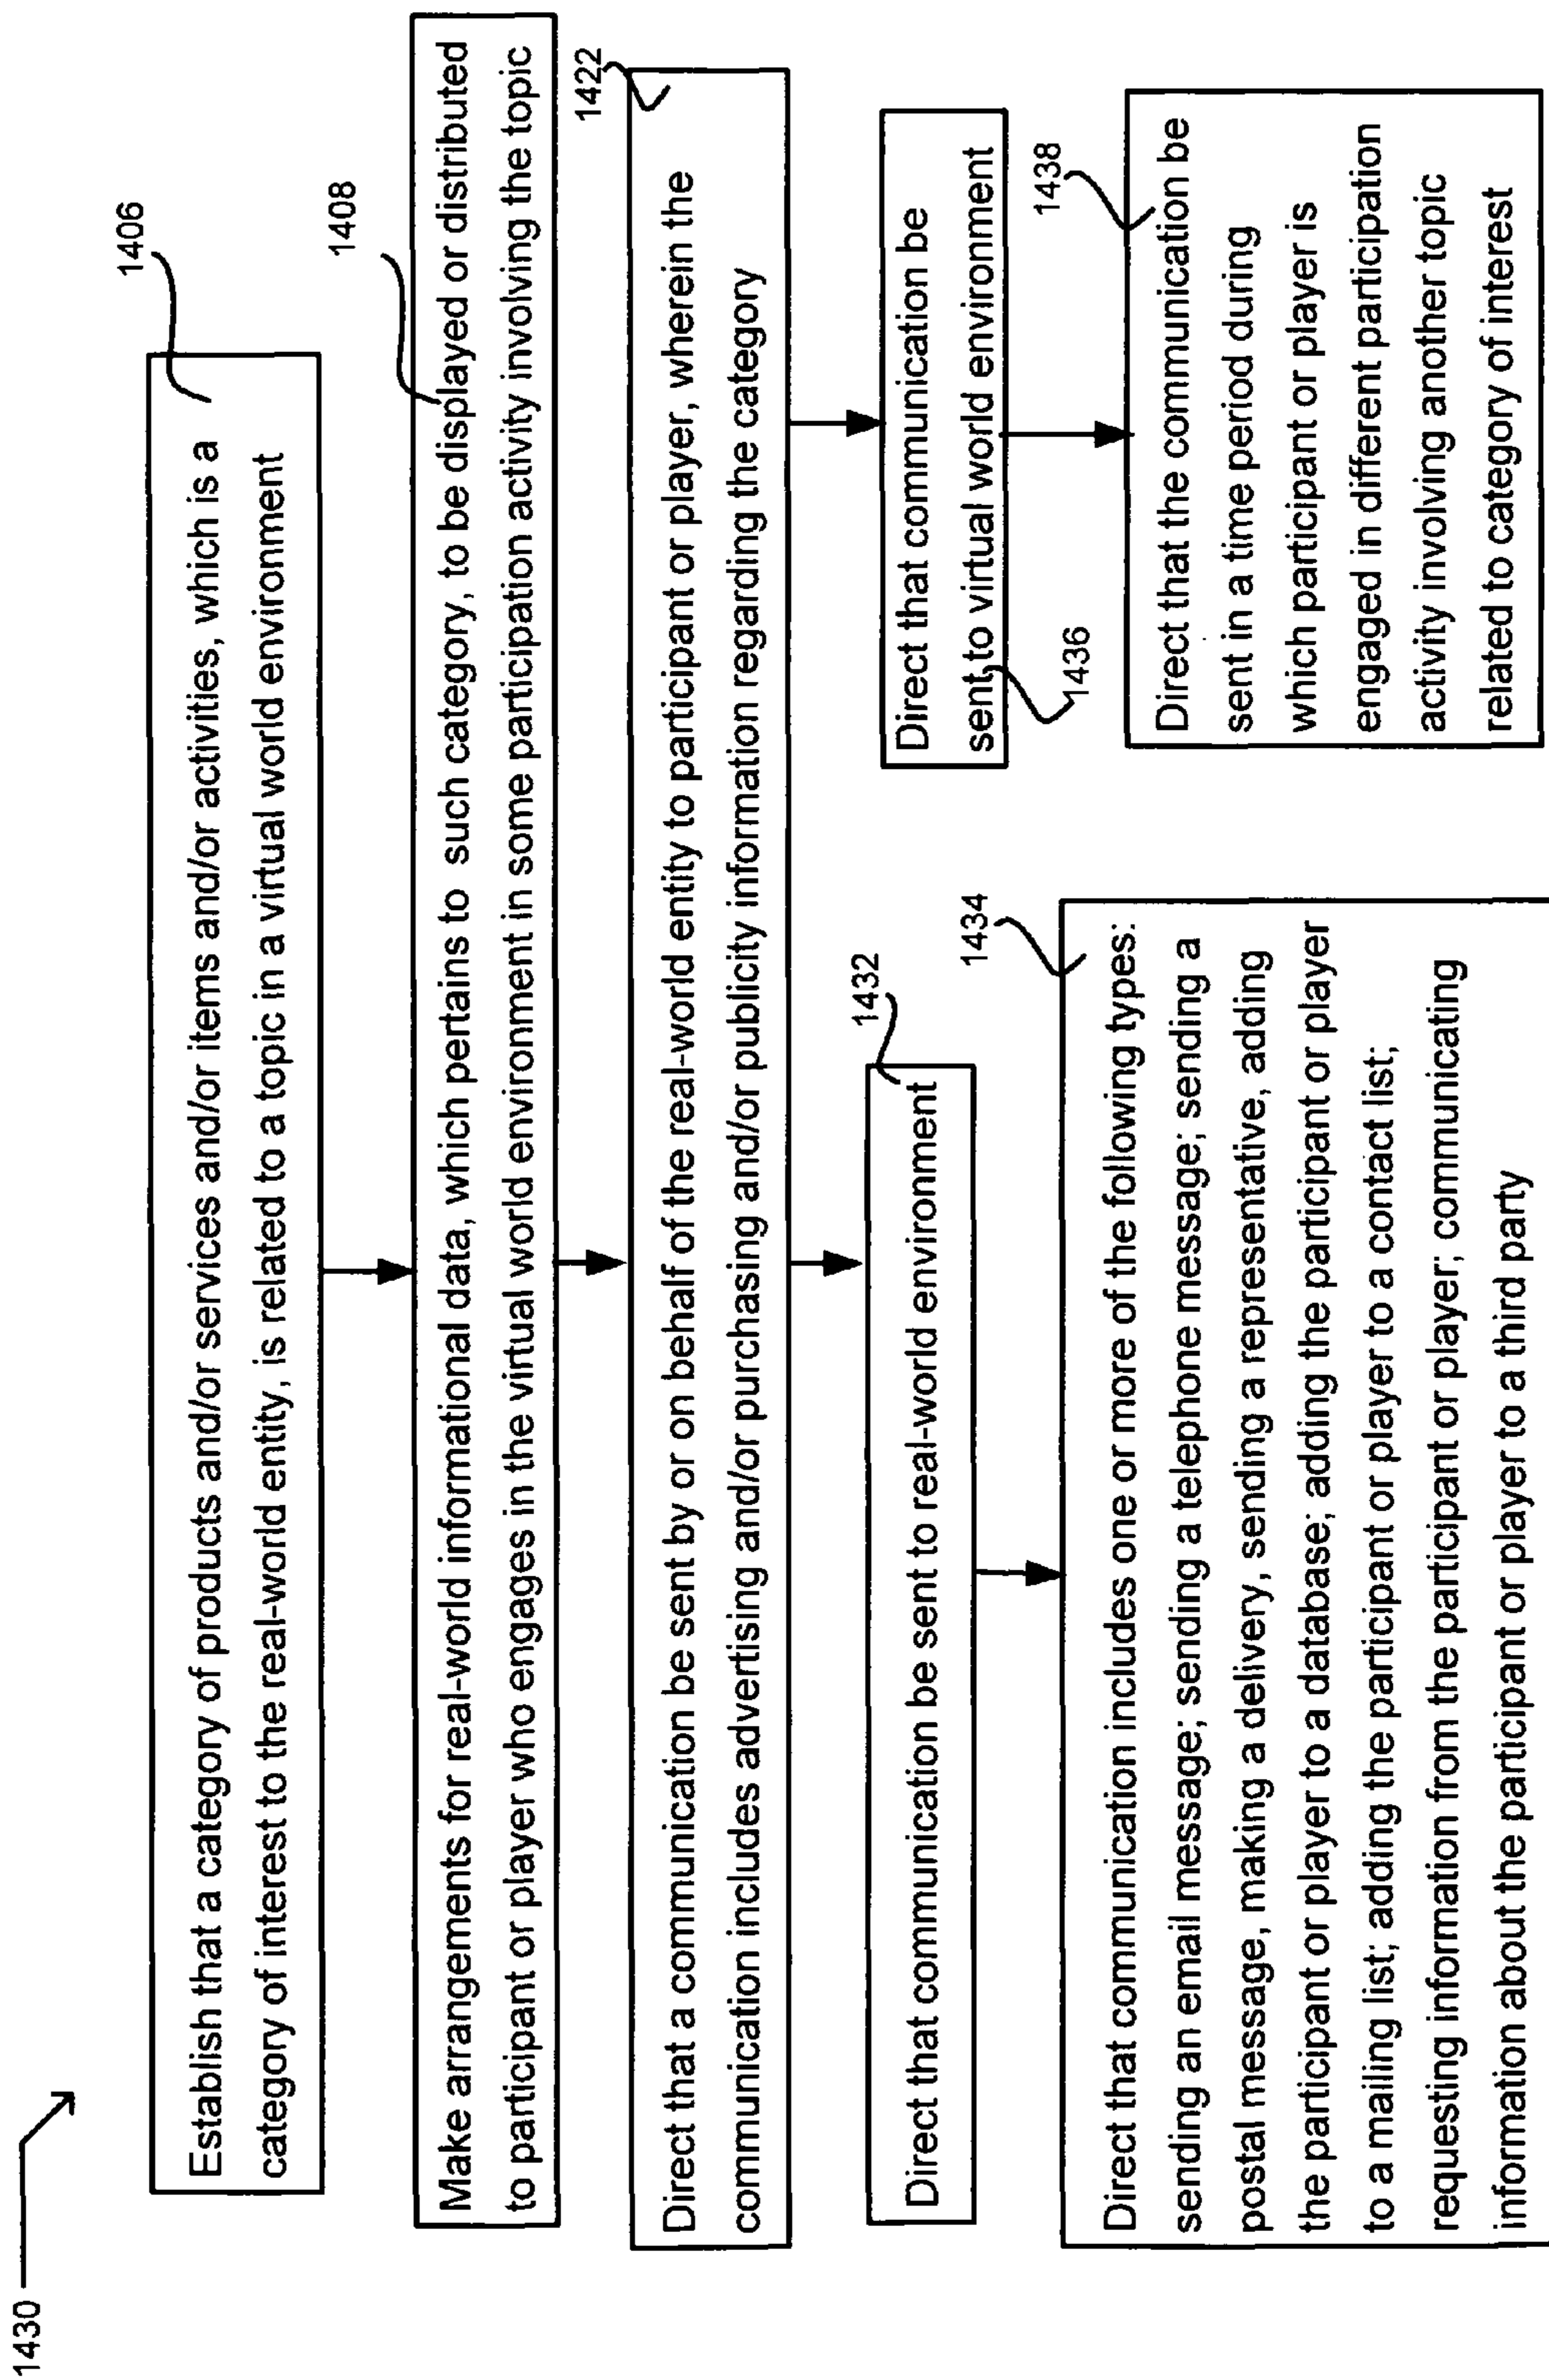 1430
1406
Establish that a category of products and/or services and/or items and/or activities, which is a
category of interest to the real-world entity, is related to a topic in a virtual world environment
1408
Make arrangements for real-world informational data, which pertains to such category, to be displayed or distributed
to participant or player who engages in the virtual world environment in some participation activity involving the topic
1422
Direct that a communication be sent by or on behalf of the real-world entity to participant or player, wherein the
communication includes advertising and/or purchasing and/or publicity information regarding the category
1432
Direct that communication be sent to real-world environment
1434
Direct that communication includes one or more of the following types:
sending an email message; sending a telephone message; sending a
postal message, making a delivery, sending a representative, adding
the participant or player to a database; adding the participant or player
to a mailing list; adding the participant or player to a contact list;
requesting information from the participant or player; communicating
information about the participant or player to a third party
Direct that communication be
sent to virtual world environment
1436
1438
Direct that the communication be
sent in a time period during
which participant or player is
engaged in different participation
activity involving another topic
related to category of interest